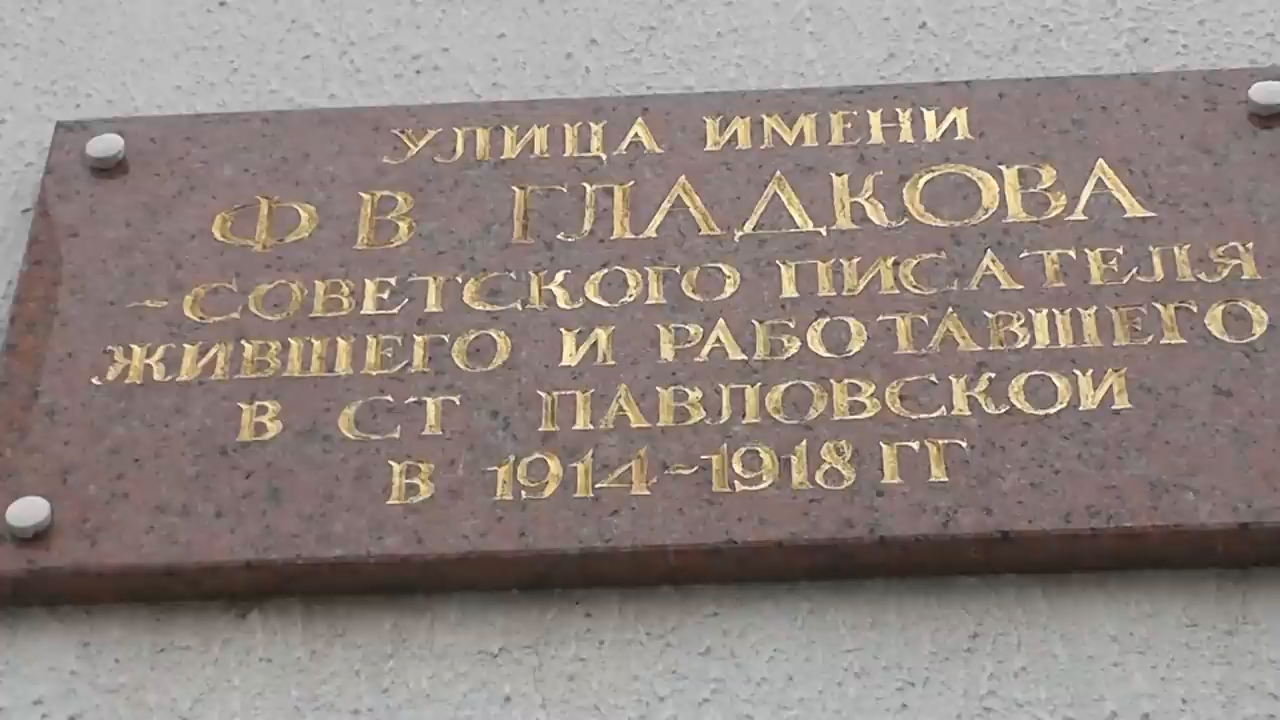 УЛИЦА ИМЕНИ
Ф В ГЛАДКОВА
-СОВЕТСКОГО ПИСАТЕЛЯ
ЖИВШЕГО И РАБОТАВШЕГО
В СТ ПАВЛОВСКОЙ
В 1914-1918 ГГ